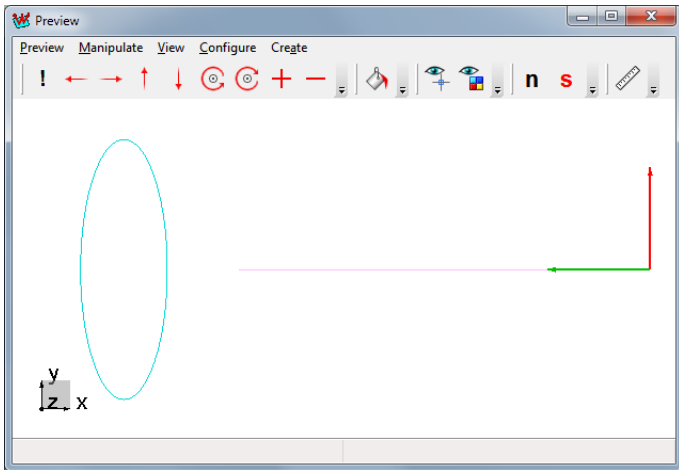 Preview
Preview Manipulate View Configure Create
! n s
y
z x